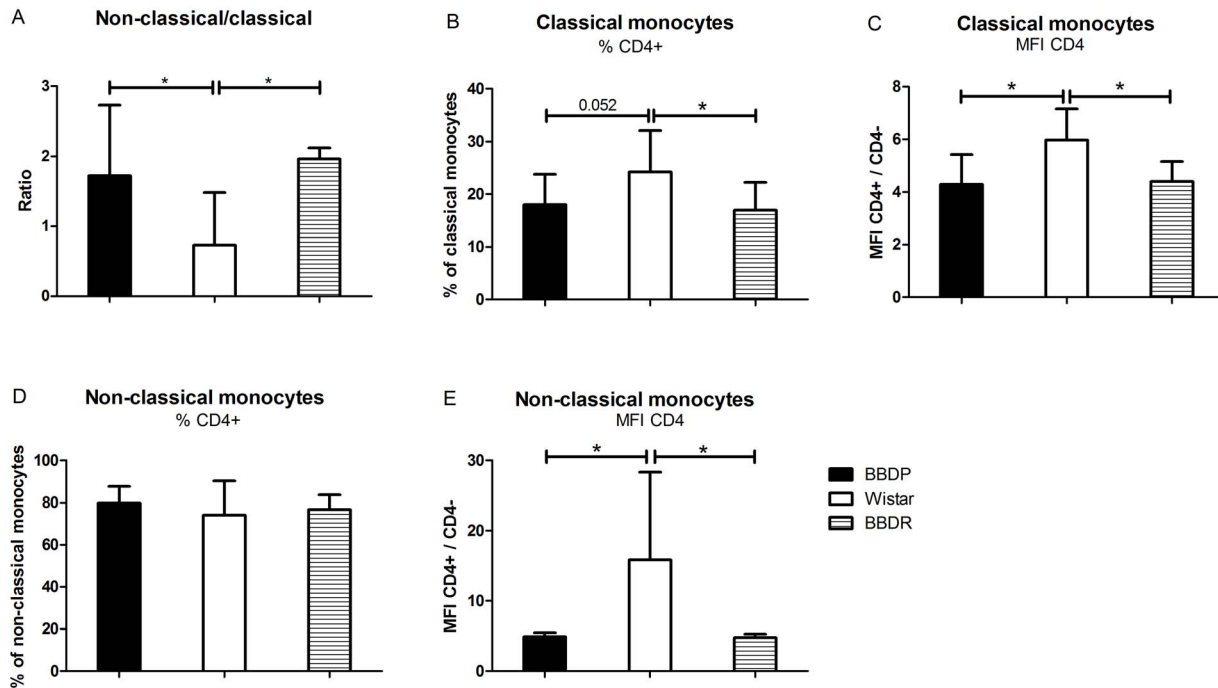 A
Non-classical/classical
Ratio
3
2
1
0
*
*
B
Classical monocytes
% CD4+
% of classical monocytes
40
30
20
10
0
0.052
*
C
Classical monocytes
MFI CD4
MFI CD4+ / CD4-
8
6
4
2
0
*
*
D
Non-classical monocytes
% CD4+
% of non-classical monocytes
100
80
60
40
20
0
E
Non-classical monocytes
MFI CD4
MFI CD4+ / CD4-
30
20
10
0
*
*
BBDP
Wistar
BBDR